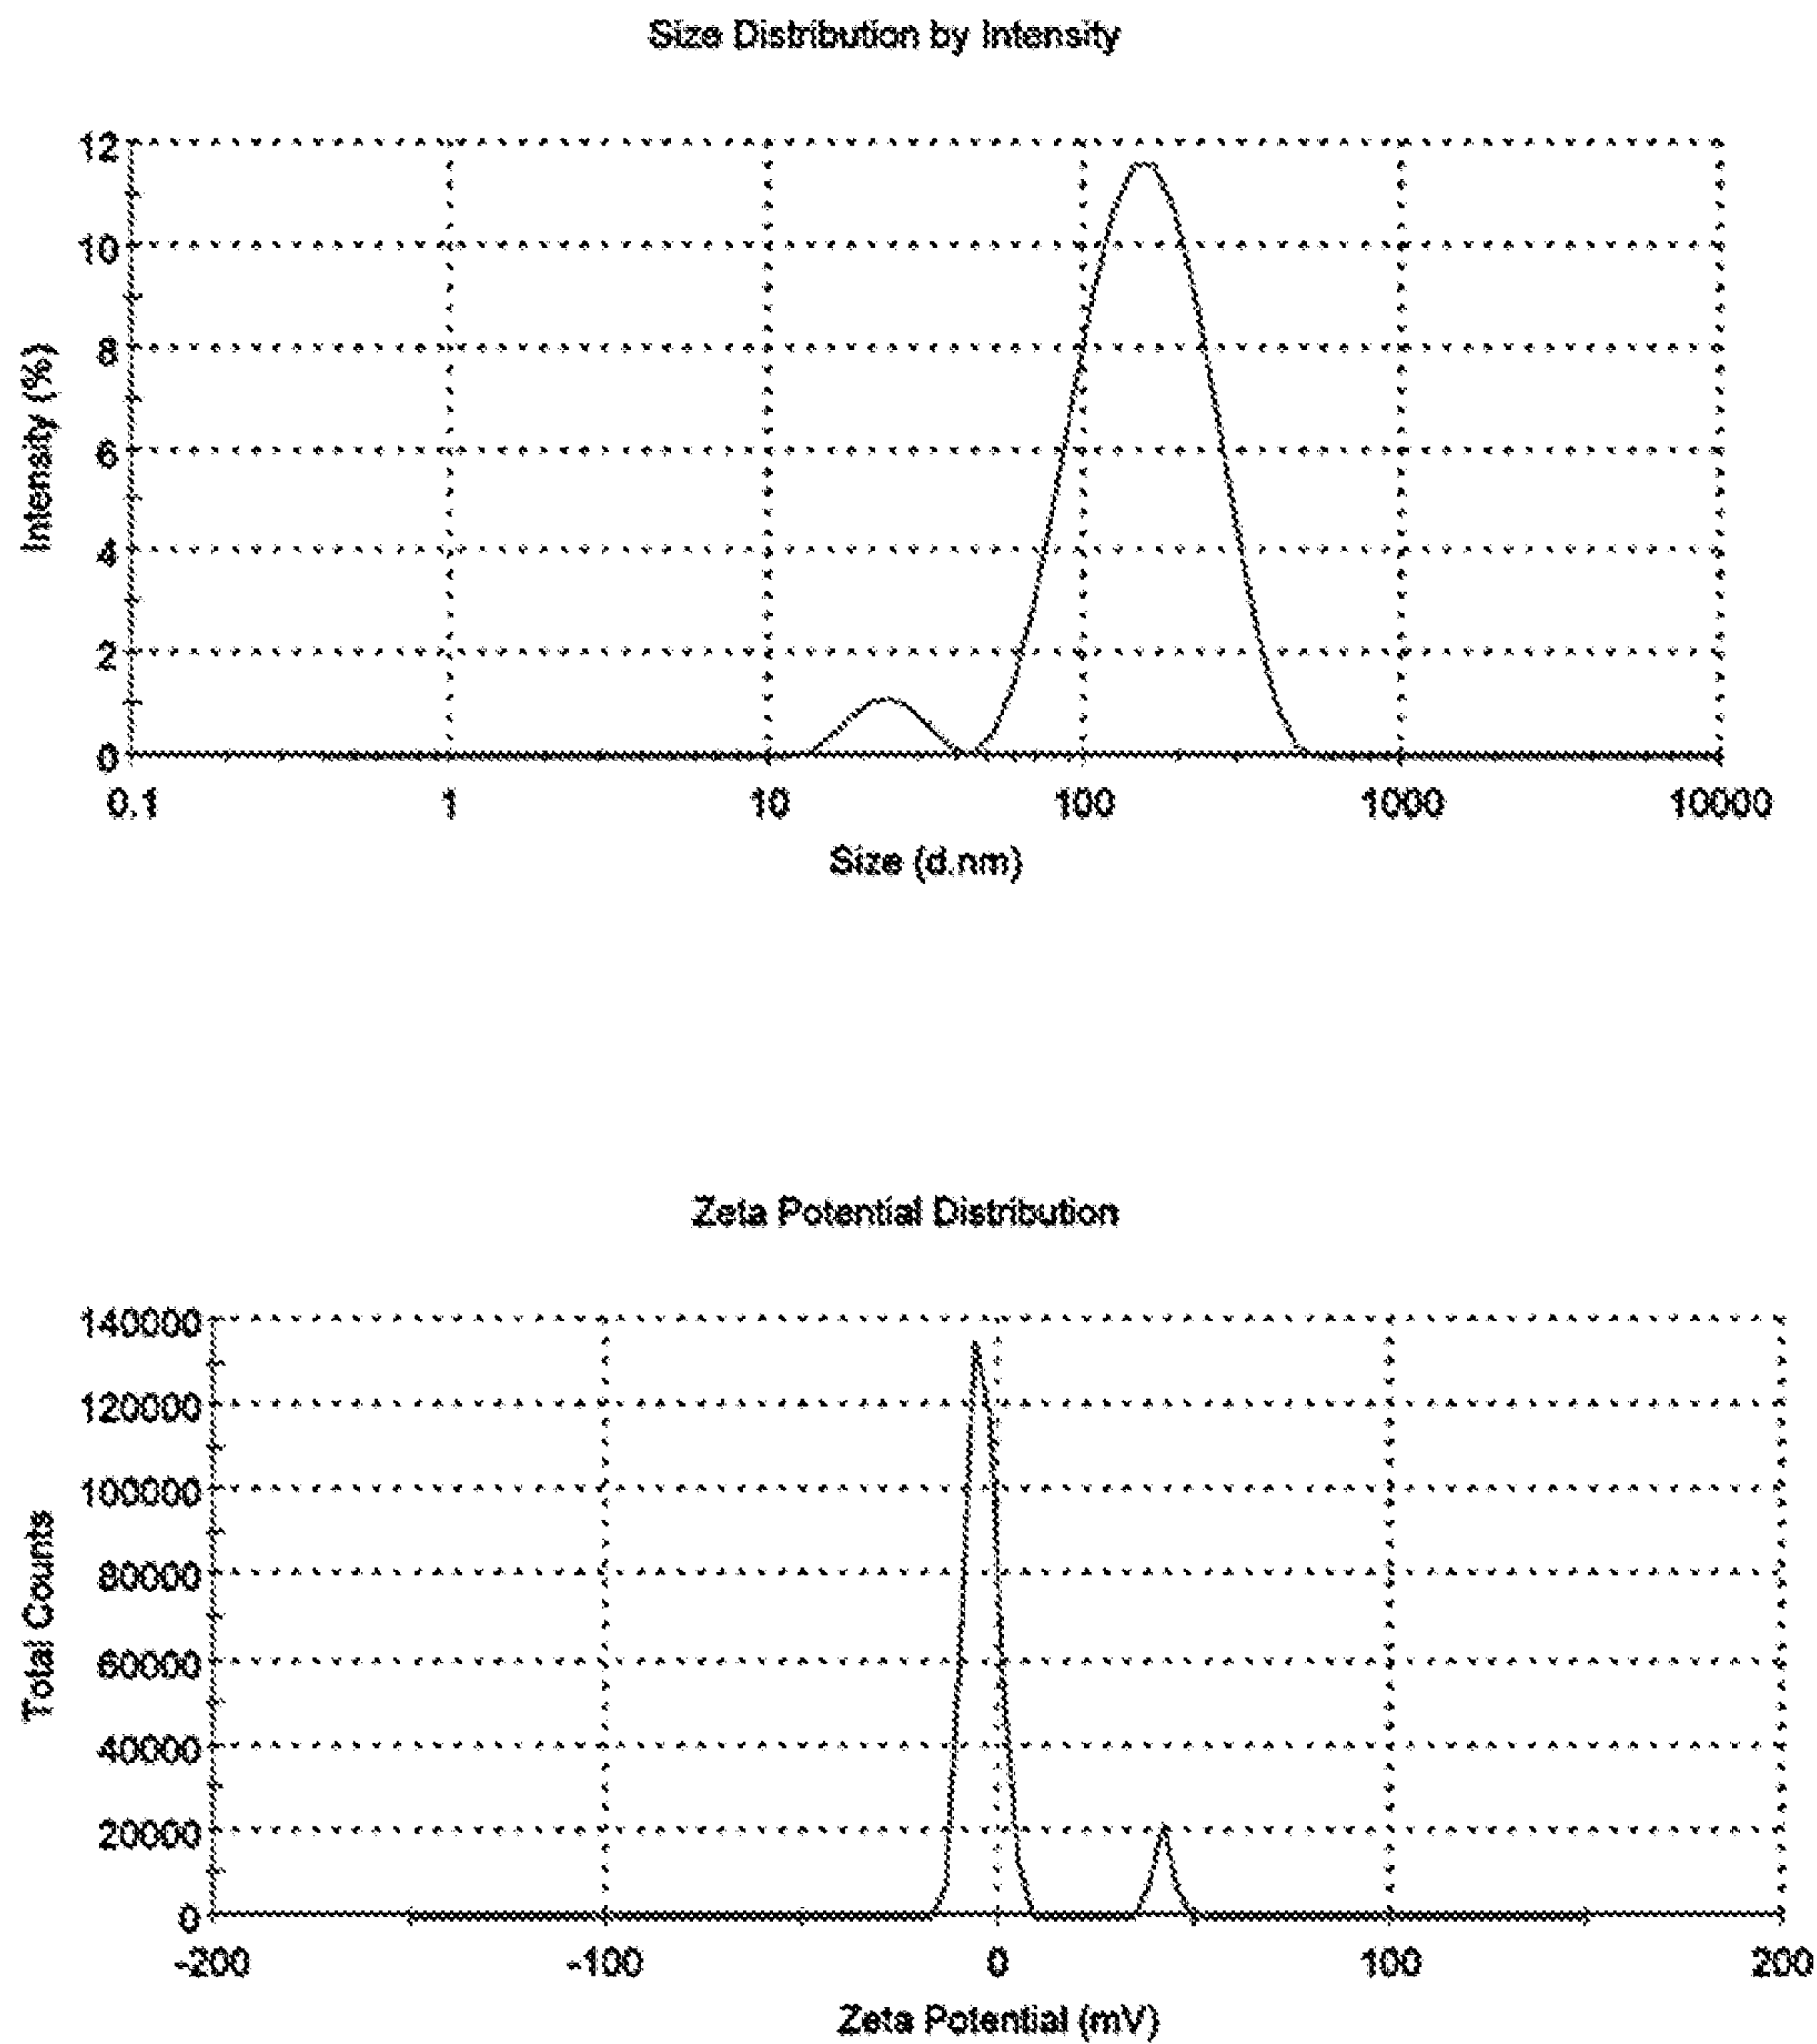 Size Distribution by Intensity
12
10
8
6
4
2
0
Intensity (%)
0.1 1 10 100 1000 10000
Size (d.nm)
Zeta Potential Distribution
140000
120000
100000
80000
60000
40000
20000
0
Total Counts
-200 -100 0 100 200
Zeta Potential (mV)